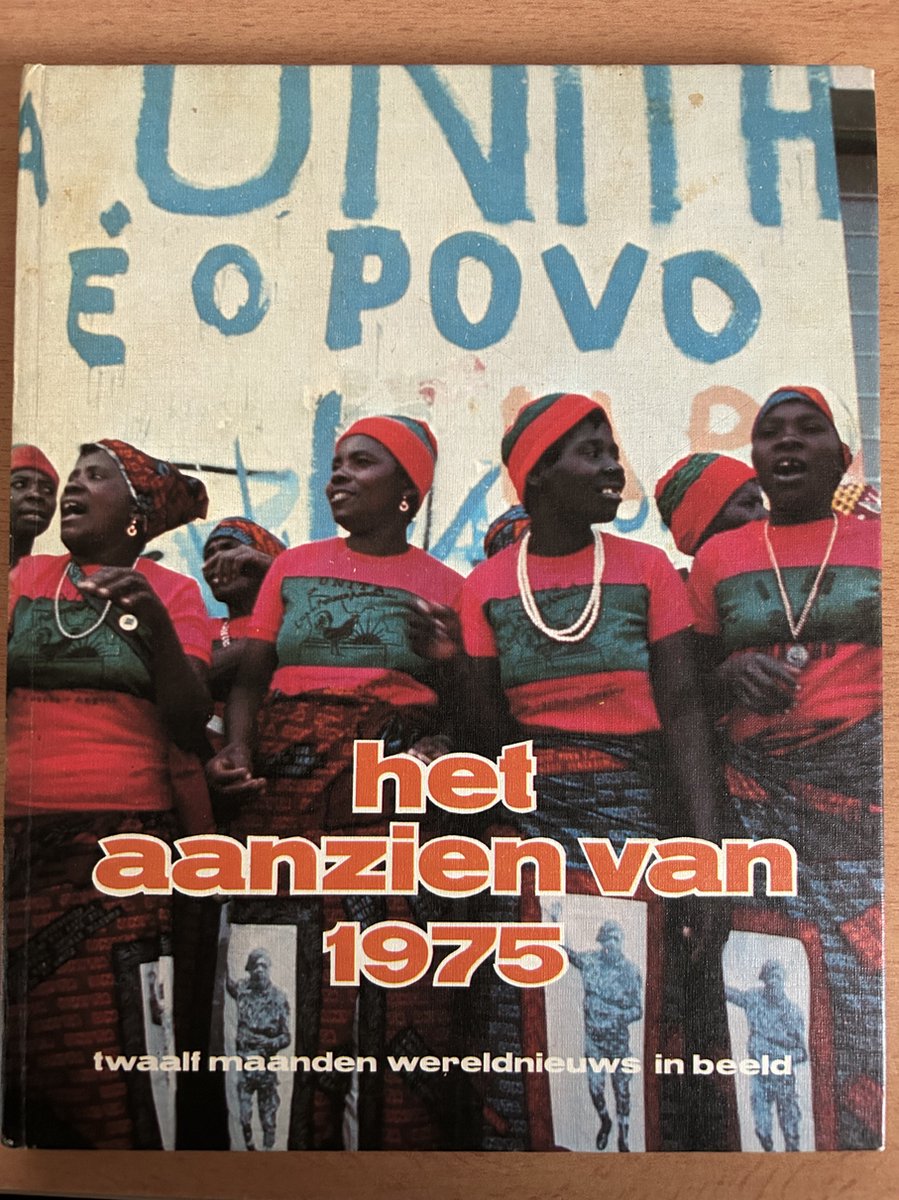 A UNITA
É O POVO
het
aanzien van
1975
twaalf maanden wereldnieuws in beeld